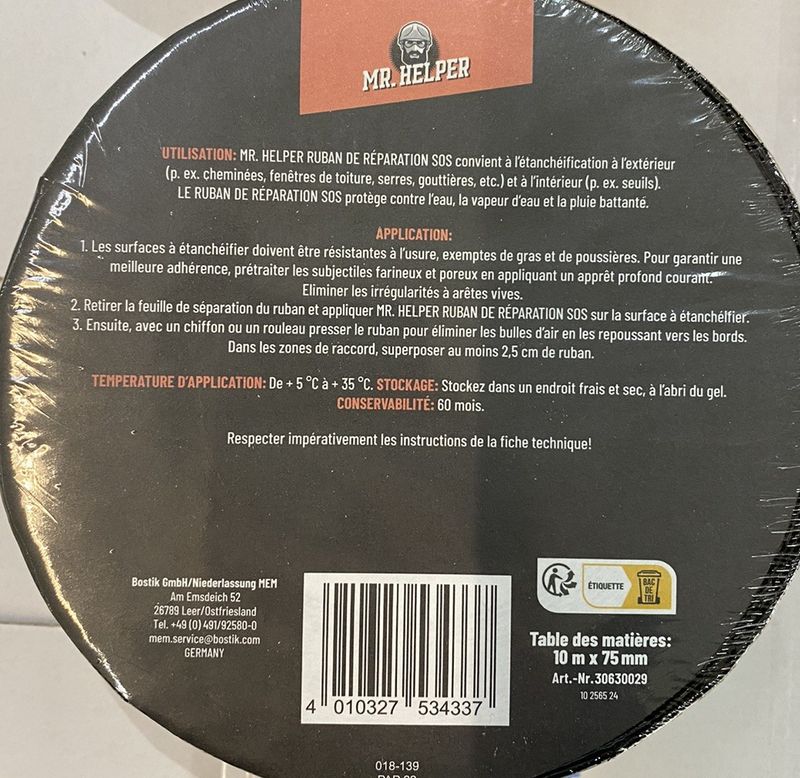 MR. HELPER
UTILISATION: MR. HELPER RUBAN DE RÉPARATION SOS convient à l'étanchéification à l'extérieur
(p. ex. cheminées, fenêtres de toiture, serres, gouttières, etc.) et à l'intérieur (p. ex. seuils).
LE RUBAN DE RÉPARATION SOS protège contre l'eau, la vapeur d'eau et la pluie battanté.
APPLICATION:
1. Les surfaces à étanchéifier doivent être résistantes à l'usure, exemptes de gras et de poussières. Pour garantir une
meilleure adhérence, prétraiter les subjectiles farineux et poreux en appliquant un apprêt profond courant.
Eliminer les irrégularités à arêtes vives.
2. Retirer la feuille de séparation du ruban et appliquer MR. HELPER RUBAN DE RÉPARATION SOS sur la surface à étanchéifier.
3. Ensuite, avec un chiffon ou un rouleau presser le ruban pour éliminer les bulles d'air en les repoussant vers les bords.
Dans les zones de raccord, superposer au moins 2,5 cm de ruban.
TEMPERATURE D'APPLICATION: De + 5 °C à + 35 °C. STOCKAGE: Stockez dans un endroit frais et sec, à l'abri du gel.
CONSERVABILITÉ: 60 mois.
Respecter impérativement les instructions de la fiche technique!
Bostik GmbH/Niederlassung MEM
Am Emsdeich 52
26789 Leer/Ostfriesland
Tel. +49 (0) 491/92580-0
mem.service@bostik.com
GERMANY
4 010327 534337
ÉTIQUETTE
BAC
DE
TRI
Table des matières:
10 m x 75 mm
Art.-Nr. 30630029
10 2565 24
018-139